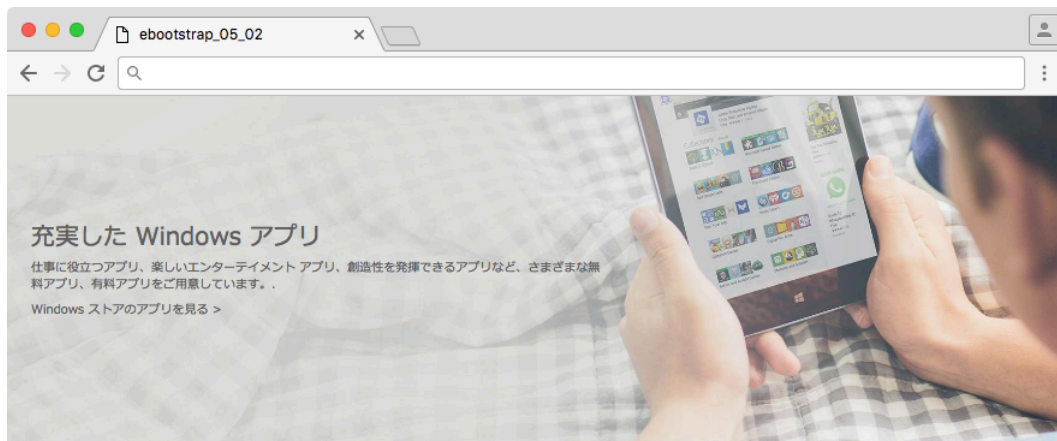 ebootstrap_05_02
充実した Windows アプリ
仕事に役立つアプリ、楽しいエンターテイメント アプリ、創造性を発揮できるアプリなど、さまざまな無
料アプリ、有料アプリをご用意しています。.
Windows ストアのアプリを見る >